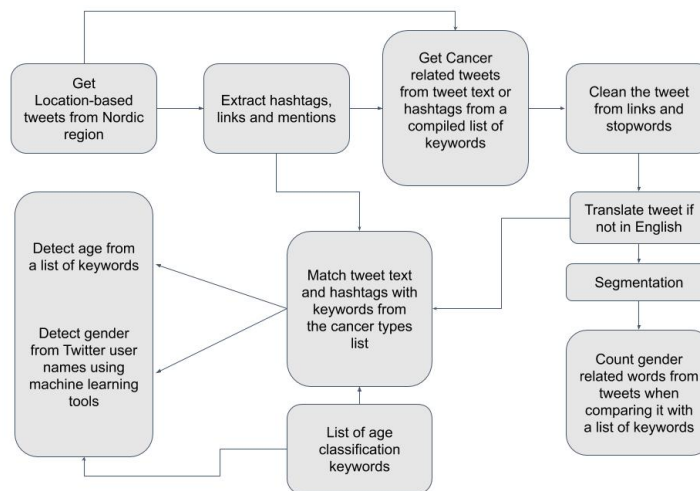 Get
Location-based
tweets from Nordic
region
Extract hashtags,
links and mentions
Get Cancer
related tweets
from tweet text or
hashtags from a
compiled list of
keywords
Clean the tweet
from links and
stopwords
Translate tweet if
not in English
Segmentation
Count gender
related words from
tweets when
comparing it with
a list of keywords
Match tweet text
and hashtags with
keywords from
the cancer types
list
Detect age from
a list of keywords
Detect gender
from Twitter user
names using
machine learning
tools
List of age
classification
keywords